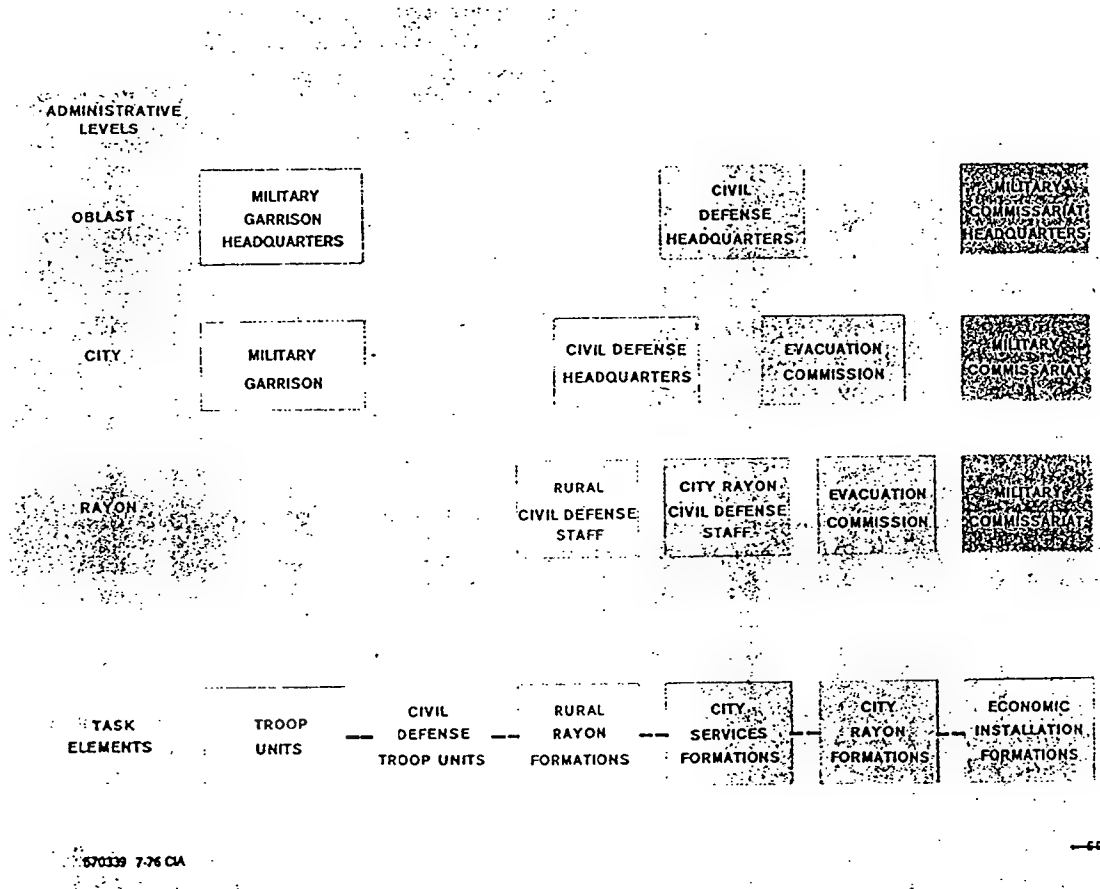 ADMINISTRATIVE
LEVELS
OBLAST
MILITARY
GARRISON
HEADQUARTERS
CIVIL
DEFENSE
HEADQUARTERS
MILITARY
COMMISSARIAT
HEADQUARTERS
CITY
MILITARY
GARRISON
CIVIL DEFENSE
HEADQUARTERS
EVACUATION
COMMISSION
MILITARY
COMMISSARIAT
RAYON
RURAL
CIVIL DEFENSE
STAFF
CITY RAYON
CIVIL DEFENSE
STAFF
EVACUATION
COMMISSION
MILITARY
COMMISSARIAT
TASK
ELEMENTS
TROOP
UNITS
CIVIL
DEFENSE
TROOP UNITS
RURAL
RAYON
FORMATIONS
CITY
SERVICES
FORMATIONS
CITY
RAYON
FORMATIONS
ECONOMIC
INSTALLATION
FORMATIONS
570339 7-76 CIA